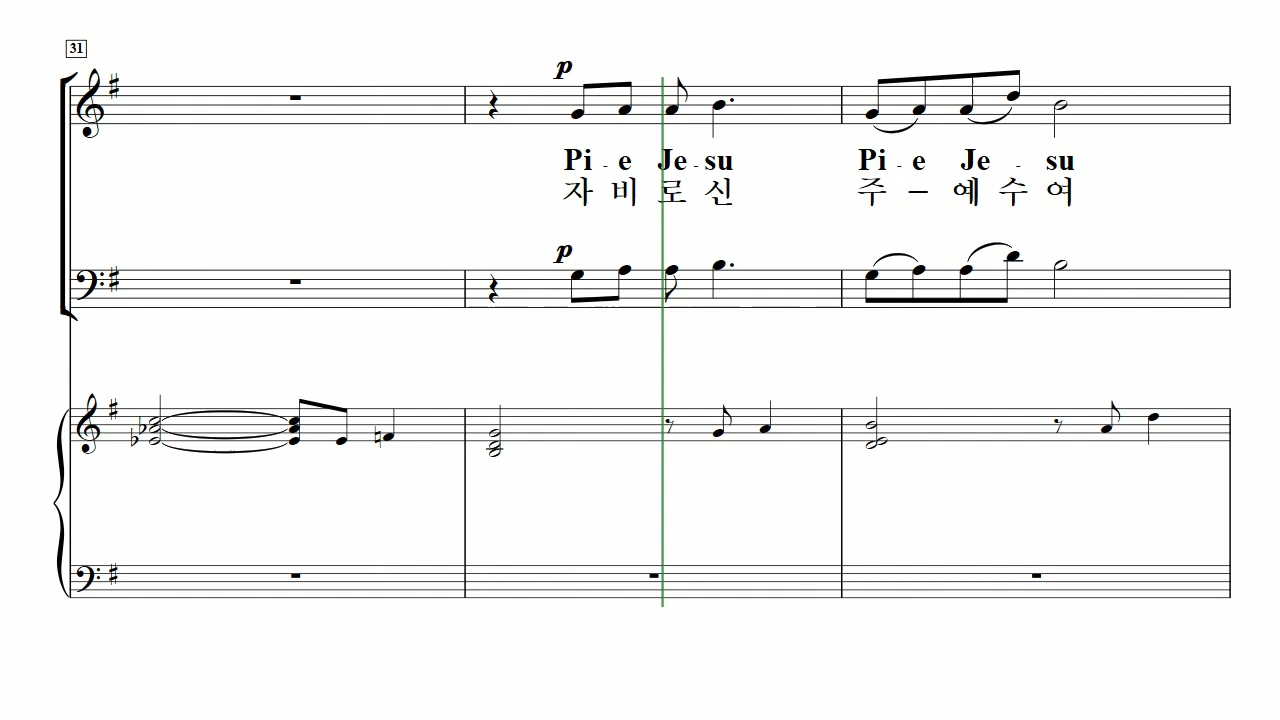 31
p
Pi - e Je - su Pi - e Je - su
자 비 로 신 주 – 예 수 여
p